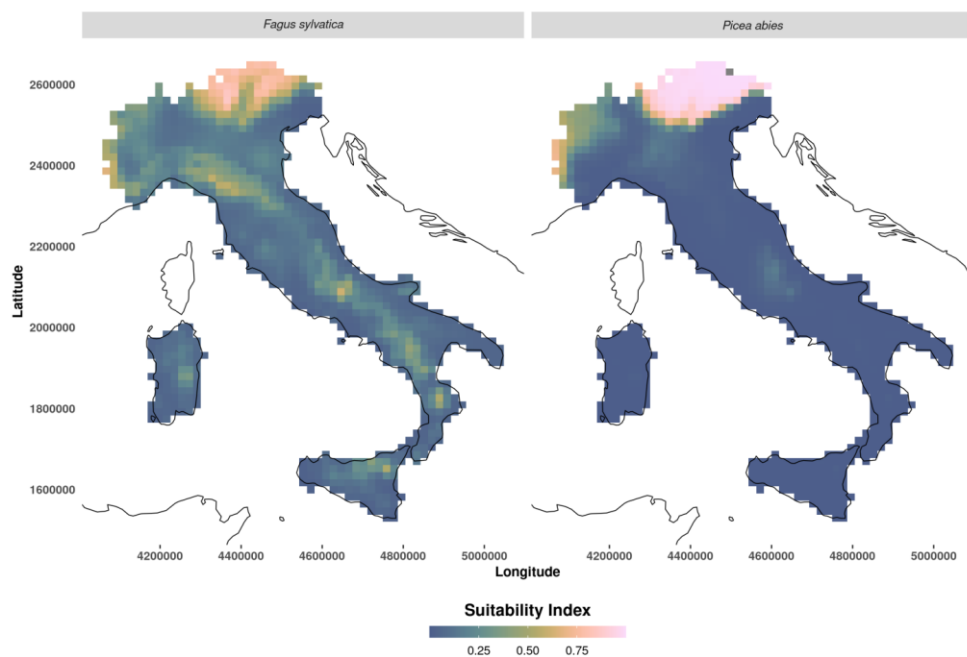 Fagus sylvatica
Picea abies
2600000
2400000
2200000
2000000
1800000
1600000
Latitude
4200000 4400000 4600000 4800000 5000000
4200000 4400000 4600000 4800000 5000000
Longitude
Suitability Index
0.25 0.50 0.75